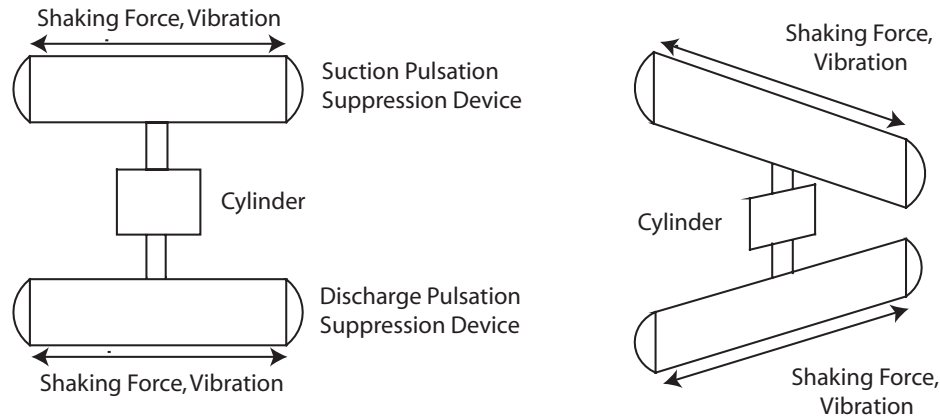 Shaking Force, Vibration
Suction Pulsation
Suppression Device
Cylinder
Discharge Pulsation
Suppression Device
Shaking Force, Vibration
Shaking Force,
Vibration
Cylinder
Shaking Force,
Vibration